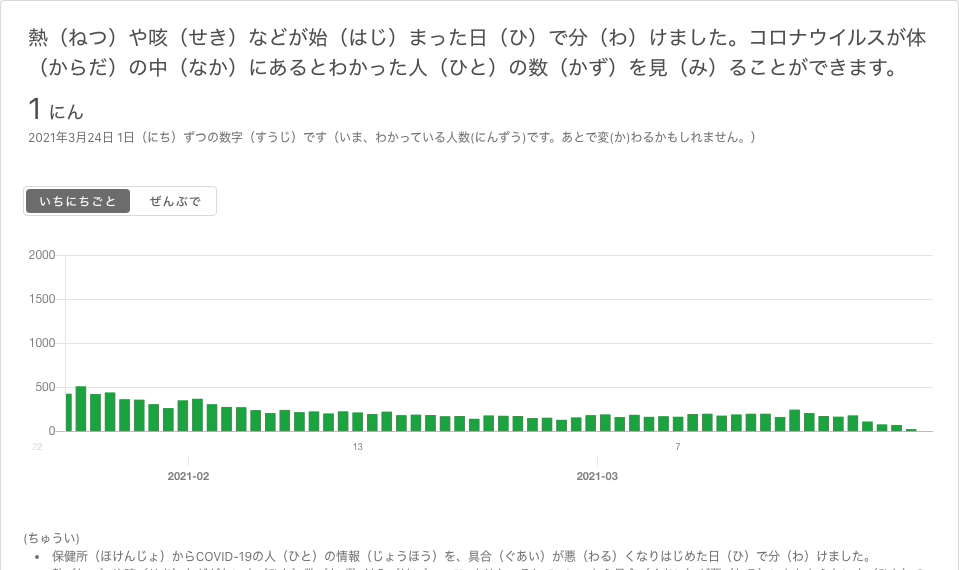 熱（ねつ）や咳（せき）などが始（はじ）まった日（ひ）で分（わ）けました。コロナウイルスが体
（からだ）の中（なか）にあるとわかった人（ひと）の数（かず）を見（み）ることができます。
1 にん
2021年3月24日 1日（にち）ずつの数字（すうじ）です（いま、わかっている人数(にんずう)です。あとで変(か)わるかもしれません。）
いちにちごと ぜんぶで
2000
1500
1000
500
0
22 13 7
2021-02 2021-03
(ちゅうい)
• 保健所（ほけんじょ）からCOVID-19の人（ひと）の情報（じょうほう）を、具合（ぐあい）が悪（わる）くなりはじめた日（ひ）で分（わ）けました。